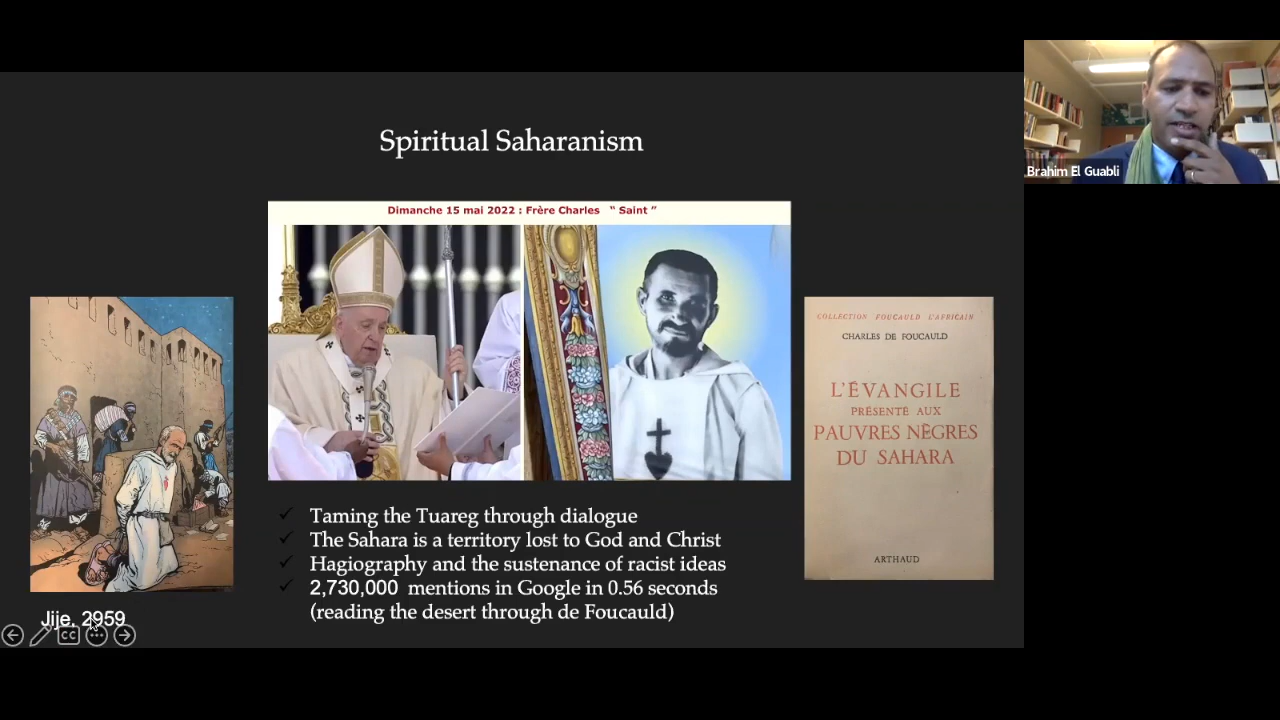 Spiritual Saharanism
Brahim El Guabli
Dimanche 15 mai 2022 : Frère Charles " Saint "
COLLECTION FOUCAULD L'AFRICAIN
CHARLES DE FOUCAULD
L'ÉVANGILE
PRÉSENTÉ AUX
PAUVRES NÈGRES
DU SAHARA
ARTHAUD
✓ Taming the Tuareg through dialogue
✓ The Sahara is a territory lost to God and Christ
✓ Hagiography and the sustenance of racist ideas
✓ 2,730,000 mentions in Google in 0.56 seconds
(reading the desert through de Foucauld)
Jije, 2959
CC